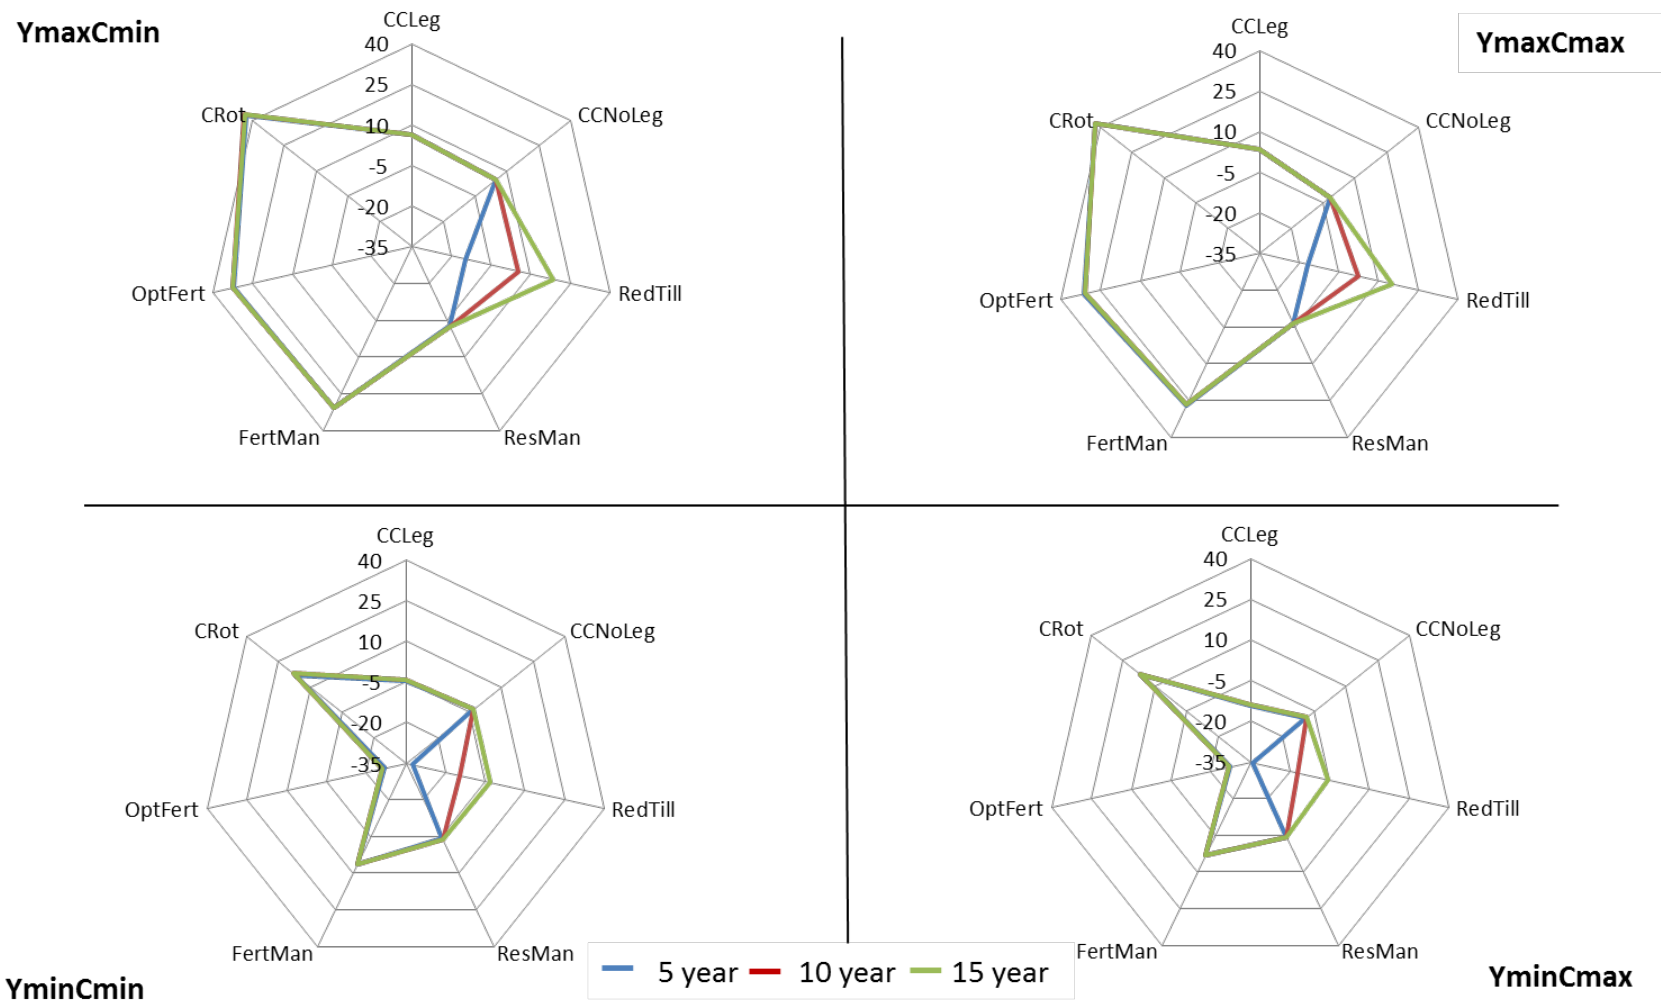 YmaxCmin
CCLeg
40
25
10
-5
-20
-35
CRot
CCNoLeg
OptFert
RedTill
FertMan
ResMan
YmaxCmax
CCLeg
40
25
10
-5
-20
-35
CRot
CCNoLeg
OptFert
RedTill
FertMan
ResMan
CCLeg
40
25
10
-5
-20
-35
CRot
CCNoLeg
OptFert
RedTill
FertMan
ResMan
YminCmin
CCLeg
40
25
10
-5
-20
-35
CRot
CCNoLeg
OptFert
RedTill
FertMan
ResMan
YminCmax
5 year 10 year 15 year